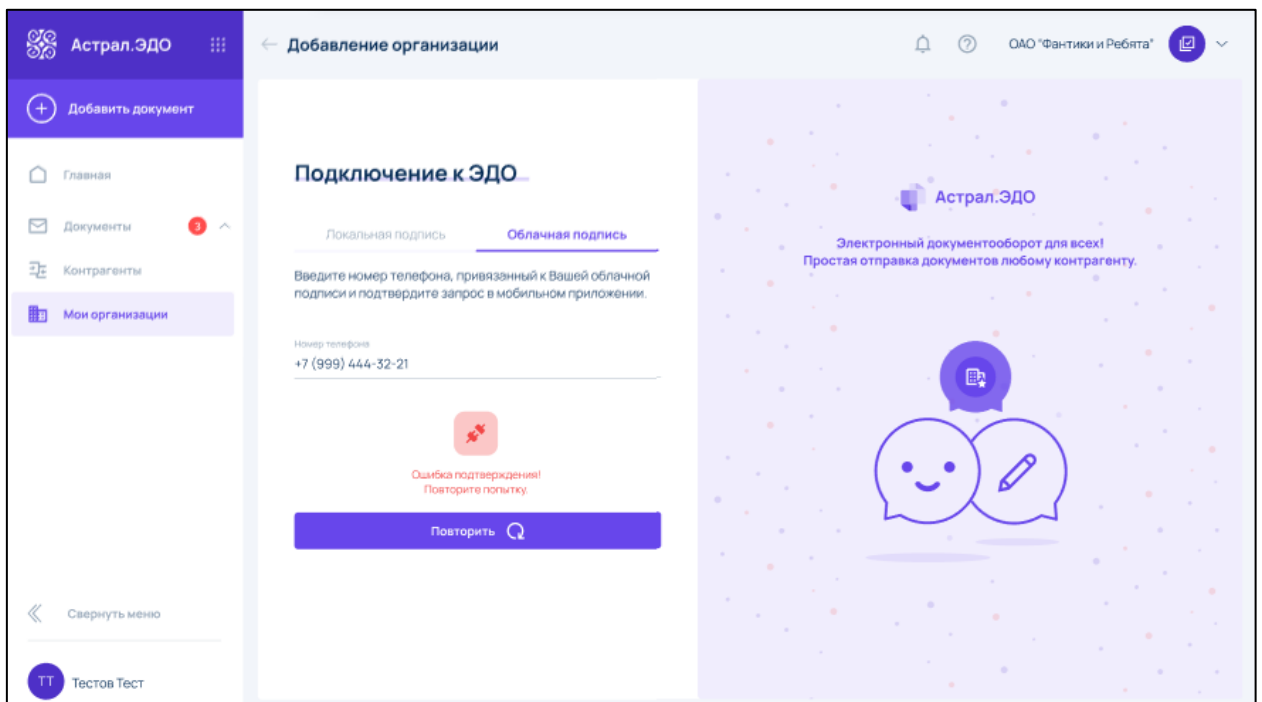 Астрал.ЭДО
Добавить документ
Главная
Документы 3
Контрагенты
Мои организации
Свернуть меню
ТТ Тестов Тест
Добавление организации
ОАО "Фантики и Ребята"
Подключение к ЭДО
Локальная подпись Облачная подпись
Введите номер телефона, привязанный к Вашей облачной
подписи и подтвердите запрос в мобильном приложении.
Номер телефона
+7 (999) 444-32-21
Ошибка подтверждения!
Повторите попытку.
Повторить
Астрал.ЭДО
Электронный документооборот для всех!
Простая отправка документов любому контрагенту.